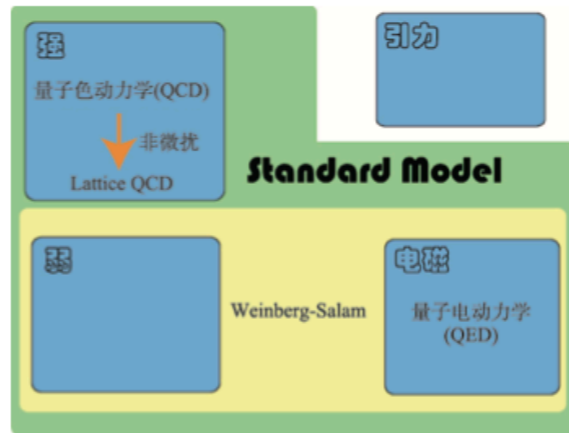 强
引力
量子色动力学(QCD)
非微扰
Lattice QCD
Standard Model
弱
电磁
Weinberg-Salam
量子电动力学
(QED)